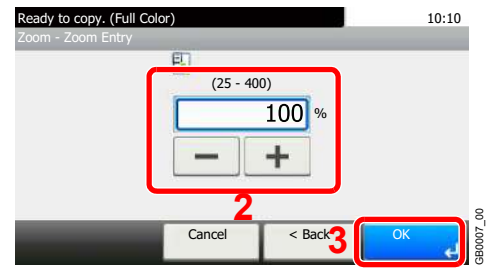 Ready to copy. (Full Color) 10:10
Zoom - Zoom Entry
(25 - 400)
100 %
− +
2
Cancel < Back 3 OK
GB0007_00